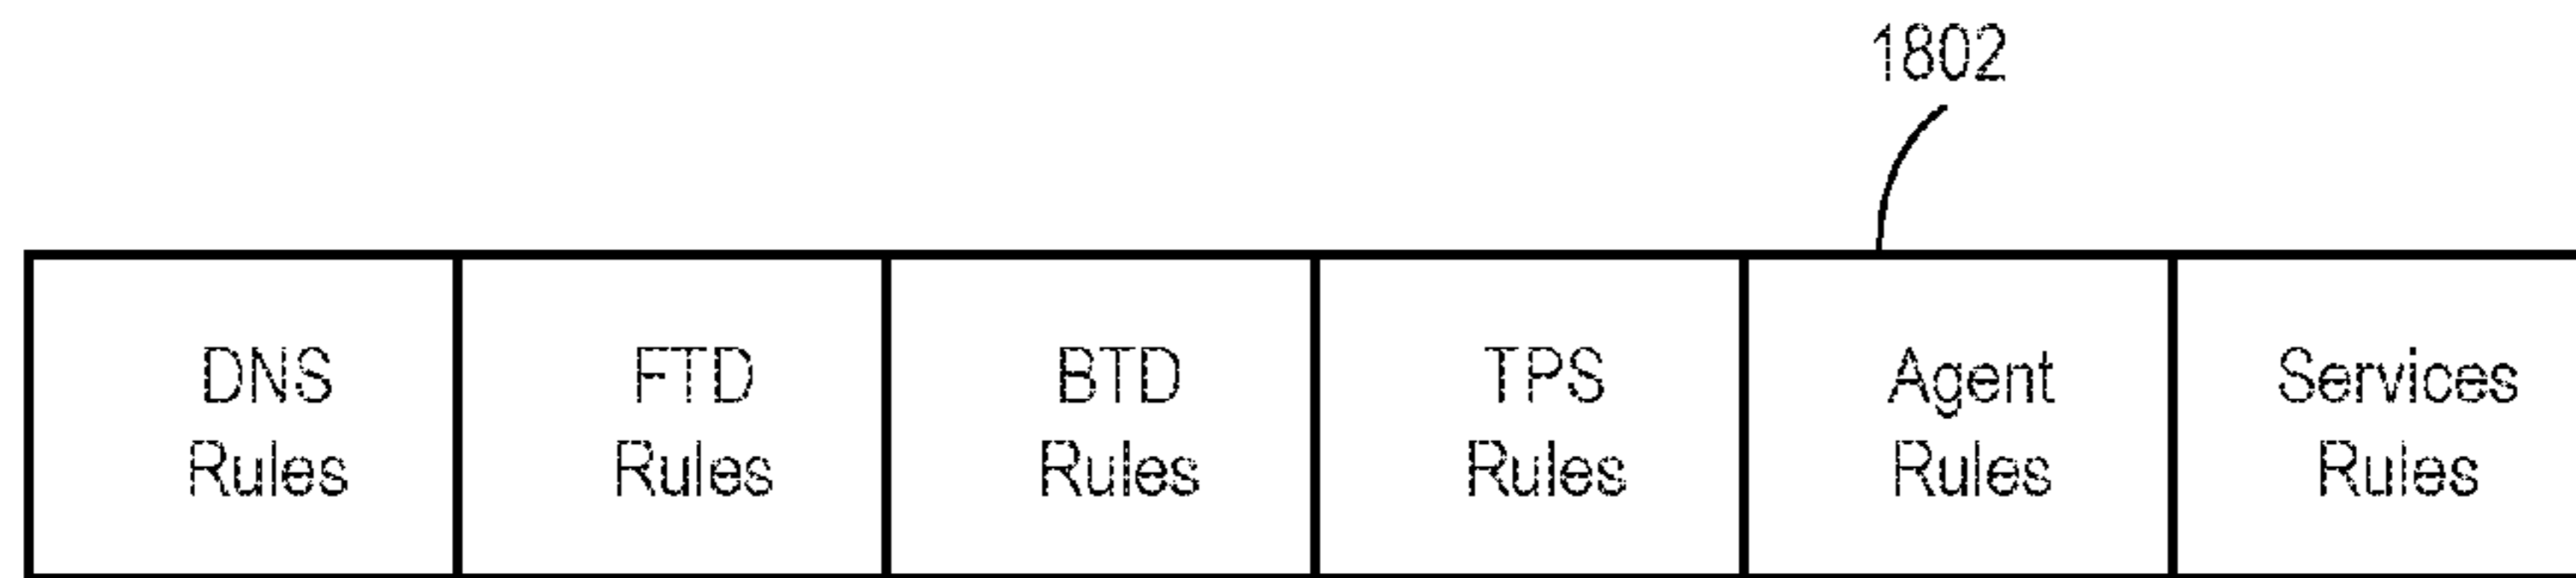 1802
DNS
Rules
FTD
Rules
BTD
Rules
TPS
Rules
Agent
Rules
Services
Rules